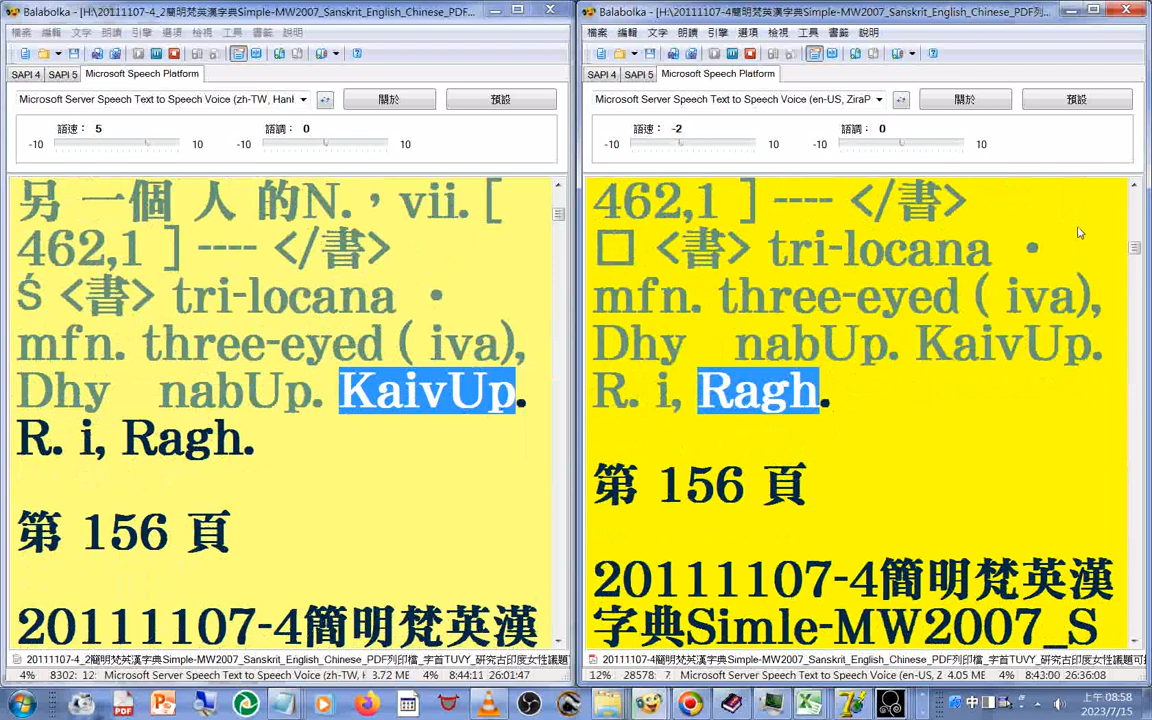 Balabolka - [H:\20111107-4_2簡明梵英漢字典Simple-MW2007_Sanskrit_English_Chinese_PDF...
檔案 編輯 文字 朗讀 引擎 選項 檢視 工具 書籤 說明
SAPI 4 SAPI 5 Microsoft Speech Platform
Microsoft Server Speech Text to Speech Voice (zh-TW, Hanl
關於
預設
語速： 5 語調： 0
-10 10 -10 10
另 一個 人 的N.，vii. [
462,1 ] ---- </書>
Ś <書> tri-locana •
mfn. three-eyed ( iva),
Dhy nabUp. KaivUp.
R. i, Ragh.
第 156 頁
20111107-4簡明梵英漢
20111107-4_2簡明梵英漢字典Simple-MW2007_Sanskrit_English_Chinese_PDF列印檔_字首TUVY_研究古印度女性議題
4% 8302: 12: Microsoft Server Speech Text to Speech Voice (zh-TW, H 3.72 ME 4% 8:44:11 26:01:47
Balabolka - [H:\20111107-4簡明梵英漢字典Simple-MW2007_Sanskrit_English_Chinese_PDF列...
檔案 編輯 文字 朗讀 引擎 選項 檢視 工具 書籤 說明
SAPI 4 SAPI 5 Microsoft Speech Platform
Microsoft Server Speech Text to Speech Voice (en-US, ZiraP
關於
預設
語速： -2 語調： 0
-10 10 -10 10
462,1 ] ---- </書>
□ <書> tri-locana •
mfn. three-eyed ( iva),
Dhy nabUp. KaivUp.
R. i, Ragh.
第 156 頁
20111107-4簡明梵英漢
字典Simle-MW2007_S
20111107-4簡明梵英漢字典Simple-MW2007_Sanskrit_English_Chinese_PDF列印檔_字首TUVY_研究古印度女性議題可
12% 28578: 7 Microsoft Server Speech Text to Speech Voice (en-US, Z 4.05 ME 4% 8:43:00 26:36:08
上午 08:58
2023/7/15